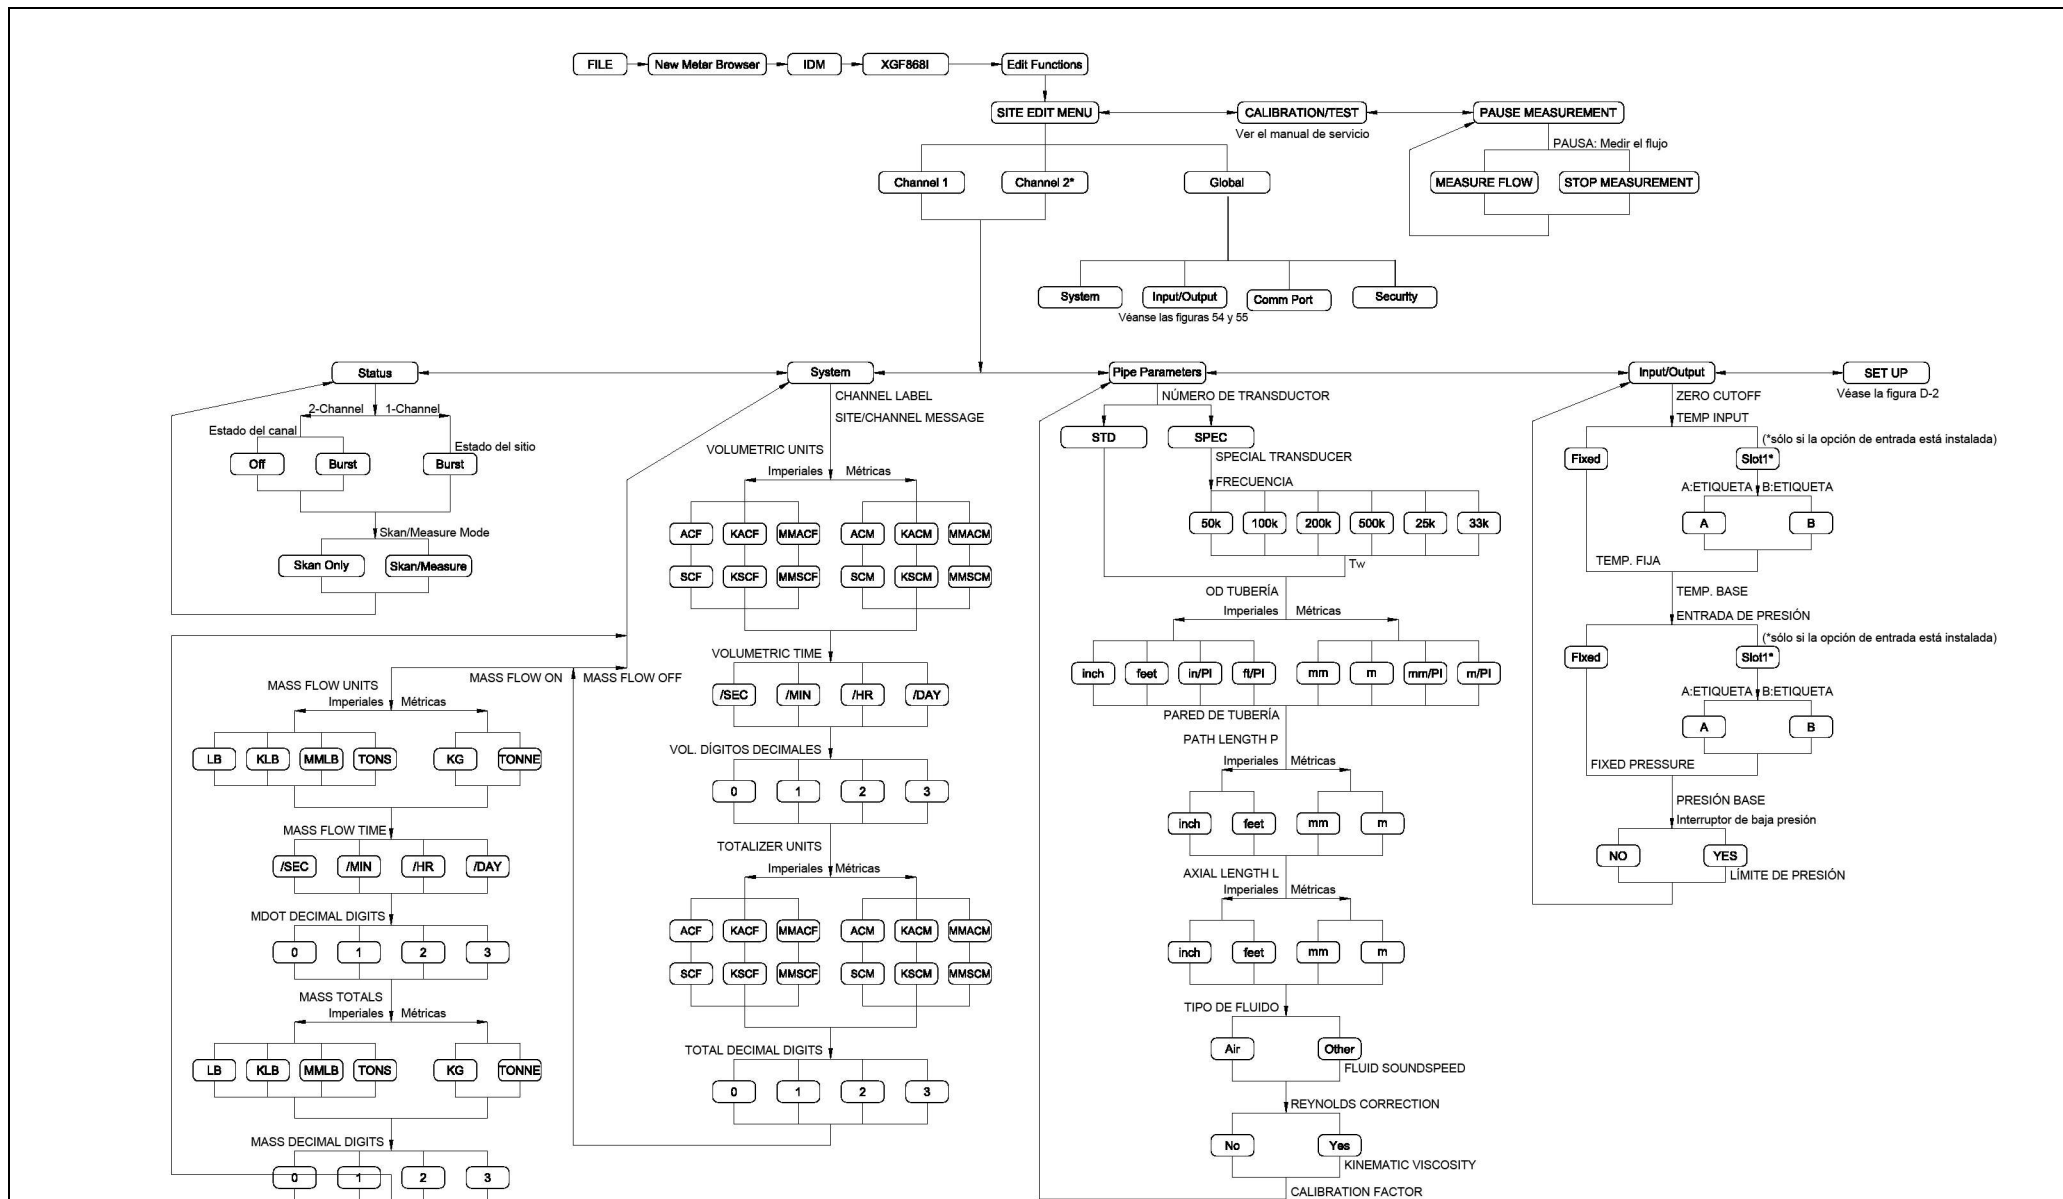 FILE
New Meter Browser
IDM
XGF868I
Edit Functions
SITE EDIT MENU
CALIBRATION/TEST
PAUSE MEASUREMENT
Ver el manual de servicio
PAUSA: Medir el flujo
Channel 1
Channel 2*
Global
MEASURE FLOW
STOP MEASUREMENT
System
Input/Output
Comm Port
Security
Véanse las figuras 54 y 55
Status
System
Pipe Parameters
Input/Output
SET UP
Véase la figura D-2
2-Channel
1-Channel
Estado del canal
Estado del sitio
Off
Burst
Burst
Skan/Measure Mode
Skan Only
Skan/Measure
CHANNEL LABEL
SITE/CHANNEL MESSAGE
VOLUMETRIC UNITS
Imperiales
Métricas
ACF
KACF
MMACF
ACM
KACM
MMACM
SCF
KSCF
MMSCF
SCM
KSCM
MMSCM
VOLUMETRIC TIME
/SEC
/MIN
/HR
/DAY
VOL. DÍGITOS DECIMALES
0
1
2
3
TOTALIZER UNITS
Imperiales
Métricas
ACF
KACF
MMACF
ACM
KACM
MMACM
SCF
KSCF
MMSCF
SCM
KSCM
MMSCM
TOTAL DECIMAL DIGITS
0
1
2
3
MASS FLOW ON
MASS FLOW OFF
MASS FLOW UNITS
Imperiales
Métricas
LB
KLB
MMLB
TONS
KG
TONNE
MASS FLOW TIME
/SEC
/MIN
/HR
/DAY
MDOT DECIMAL DIGITS
0
1
2
3
MASS TOTALS
Imperiales
Métricas
LB
KLB
MMLB
TONS
KG
TONNE
MASS DECIMAL DIGITS
0
1
2
3
NÚMERO DE TRANSDUCTOR
STD
SPEC
SPECIAL TRANSDUCER
FRECUENCIA
50k
100k
200k
500k
25k
33k
Tw
OD TUBERÍA
Imperiales
Métricas
inch
feet
in/PI
ft/PI
mm
m
mm/PI
m/PI
PARED DE TUBERÍA
PATH LENGTH P
Imperiales
Métricas
inch
feet
mm
m
AXIAL LENGTH L
Imperiales
Métricas
inch
feet
mm
m
TIPO DE FLUIDO
Air
Other
FLUID SOUNDSPEED
REYNOLDS CORRECTION
No
Yes
KINEMATIC VISCOSITY
CALIBRATION FACTOR
ZERO CUTOFF
TEMP INPUT
(*sólo si la opción de entrada está instalada)
Fixed
Slot1*
A:ETIQUETA
B:ETIQUETA
A
B
TEMP. FIJA
TEMP. BASE
ENTRADA DE PRESIÓN
(*sólo si la opción de entrada está instalada)
Fixed
Slot1*
A:ETIQUETA
B:ETIQUETA
A
B
FIXED PRESSURE
PRESIÓN BASE
Interruptor de baja presión
NO
YES
LÍMITE DE PRESIÓN